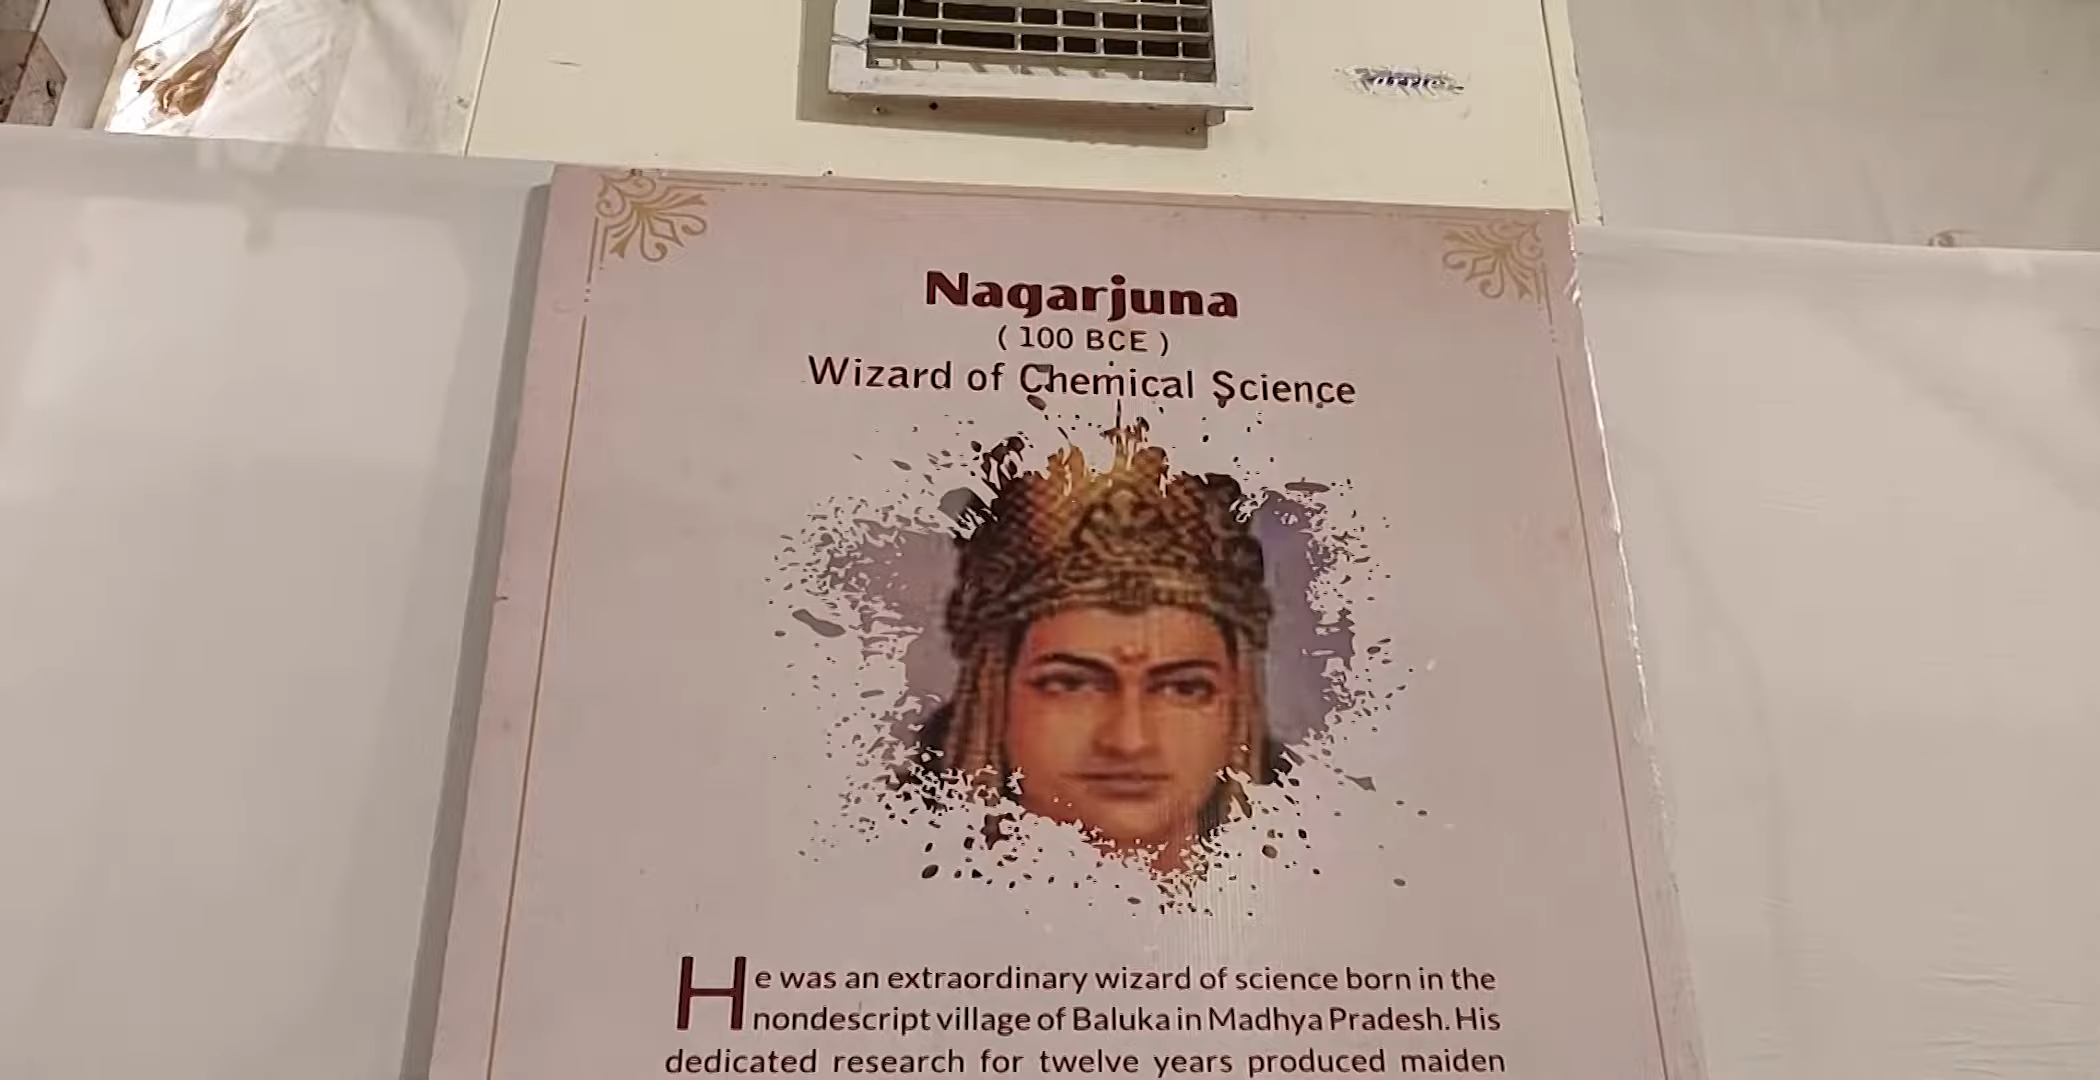 Nagarjuna
( 100 BCE )
Wizard of Chemical Science
He was an extraordinary wizard of science born in the
nondescript village of Baluka in Madhya Pradesh. His
dedicated research for twelve years produced maiden